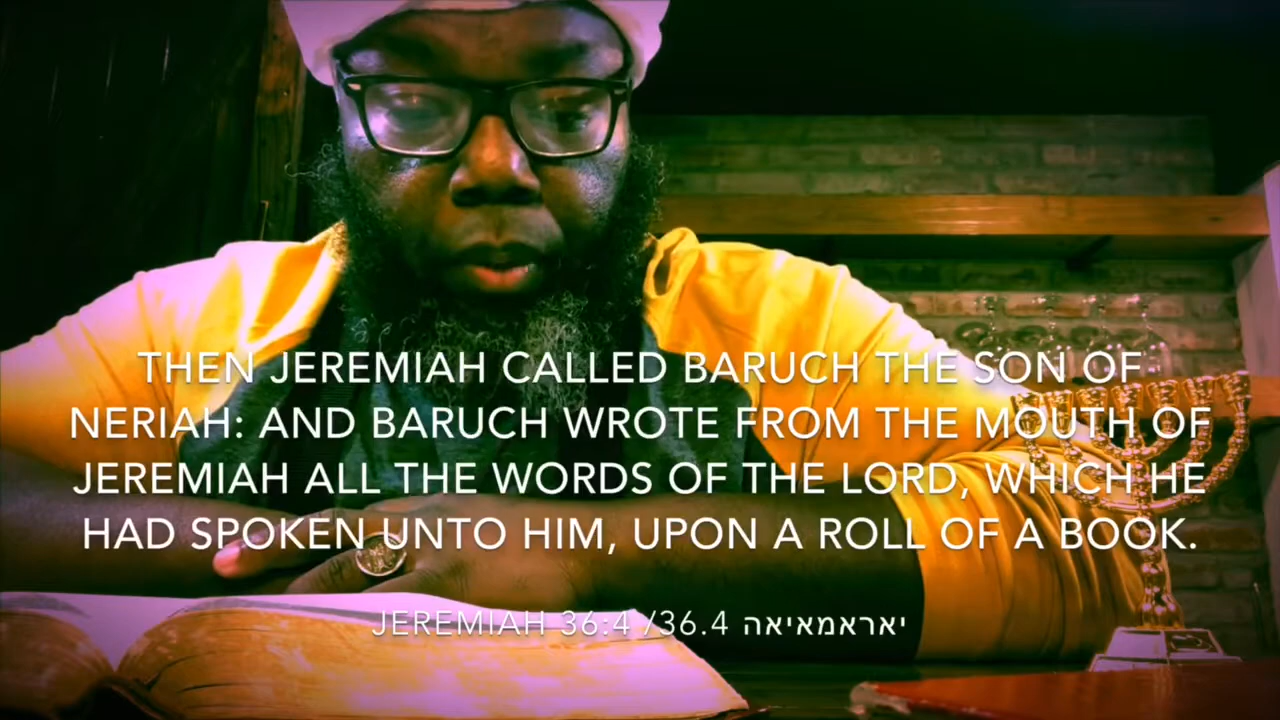 THEN JEREMIAH CALLED BARUCH THE SON OF
NERIAH: AND BARUCH WROTE FROM THE MOUTH OF
JEREMIAH ALL THE WORDS OF THE LORD, WHICH HE
HAD SPOKEN UNTO HIM, UPON A ROLL OF A BOOK.
JEREMIAH 36:4 /36.4 יאראמאיאה